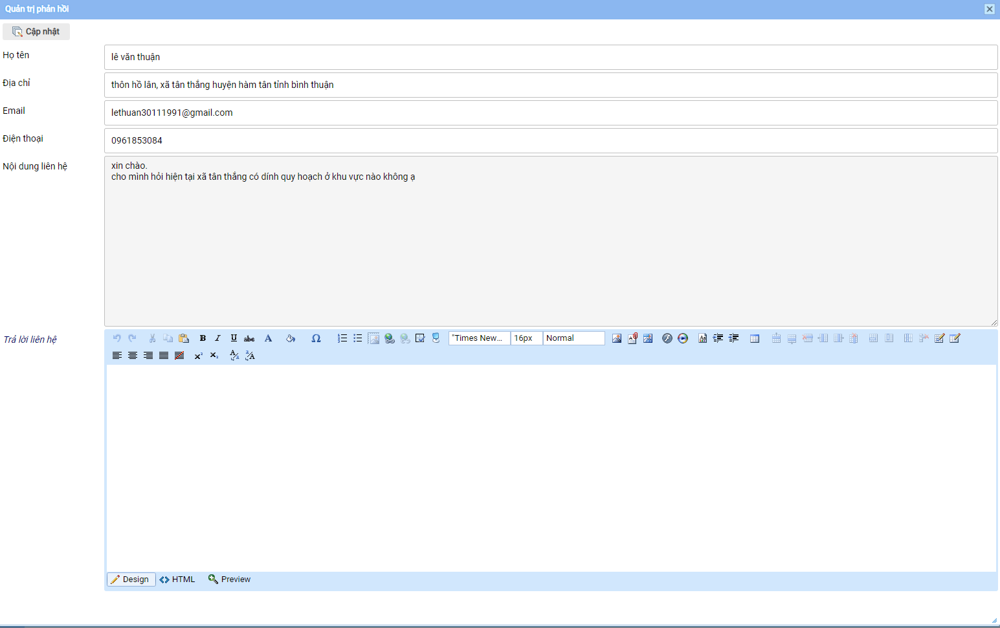 Quản trị phản hồi
Cập nhật
Họ tên
lê văn thuận
Địa chỉ
thôn hồ lân, xã tân thắng huyện hàm tân tỉnh bình thuận
Email
lethuan30111991@gmail.com
Điện thoại
0961853084
Nội dung liên hệ
xin chào.
cho mình hỏi hiện tại xã tân thắng có dính quy hoạch ở khu vực nào không ạ
Trả lời liên hệ
B I U abc A Ω "Times New... 16px Normal
Design HTML Preview